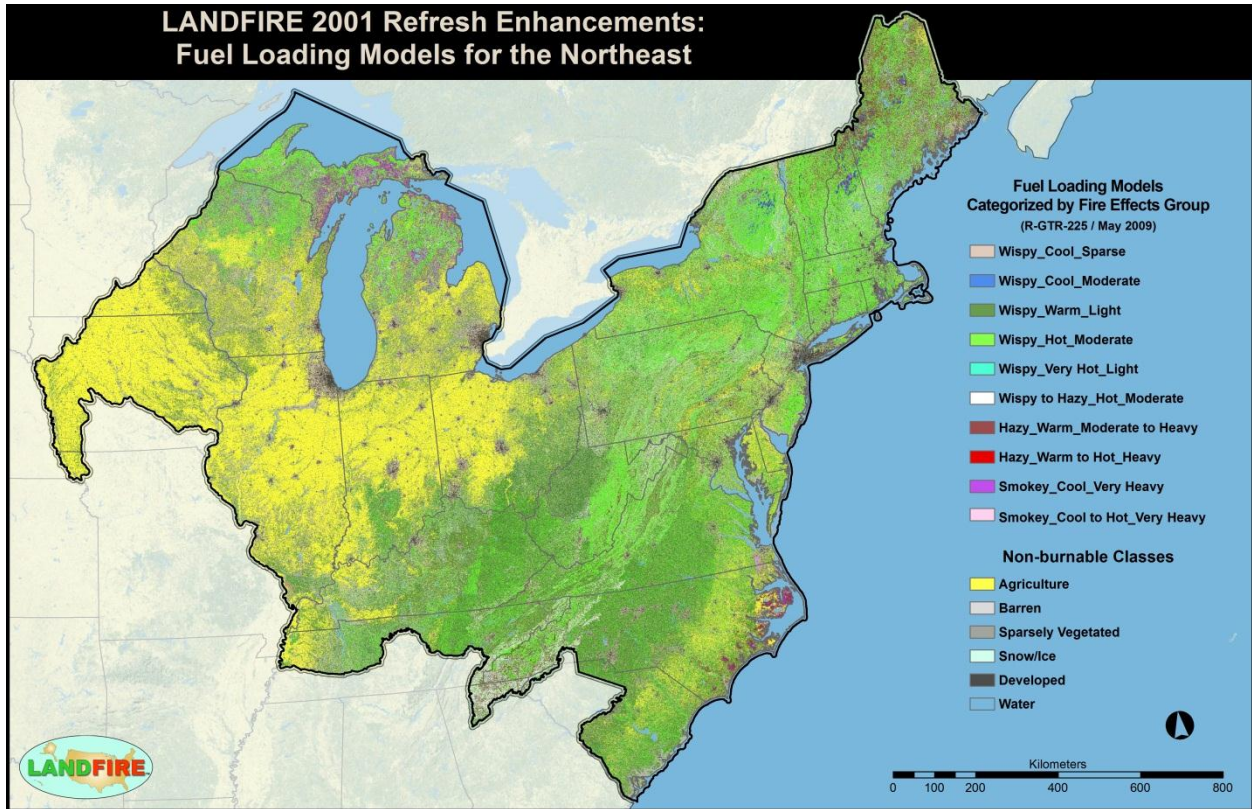 LANDFIRE 2001 Refresh Enhancements:
Fuel Loading Models for the Northeast
Fuel Loading Models
Categorized by Fire Effects Group
(R-GTR-225 / May 2009)
Wispy_Cool_Sparse
Wispy_Cool_Moderate
Wispy_Warm_Light
Wispy_Hot_Moderate
Wispy_Very Hot_Light
Wispy to Hazy_Hot_Moderate
Hazy_Warm_Moderate to Heavy
Hazy_Warm to Hot_Heavy
Smokey_Cool_Very Heavy
Smokey_Cool to Hot_Very Heavy
Non-burnable Classes
Agriculture
Barren
Sparsely Vegetated
Snow/Ice
Developed
Water
Kilometers
0 100 200 400 600 800
LANDFIRE